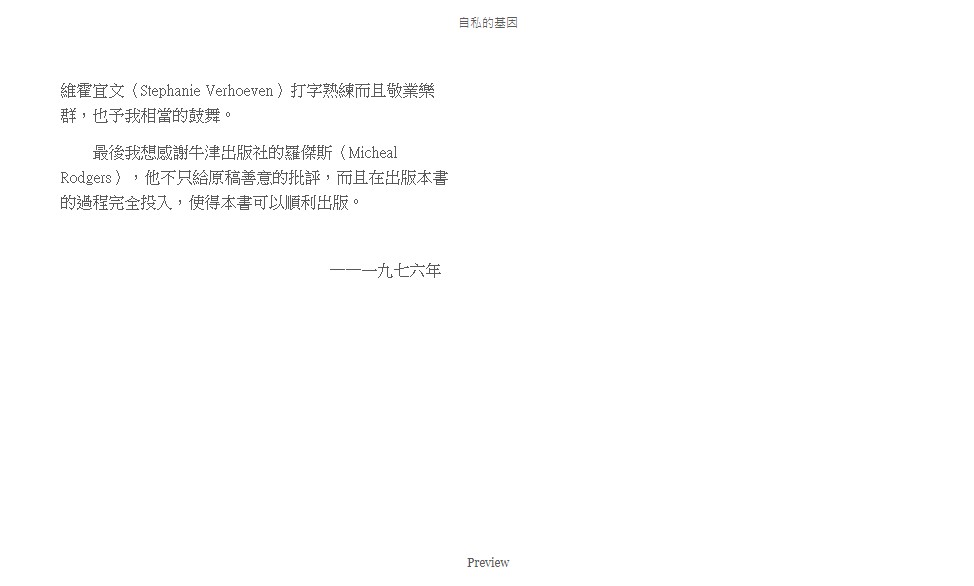 自私的基因
維霍宜文（Stephanie Verhoeven）打字熟練而且敬業樂
群，也予我相當的鼓舞。
最後我想感謝牛津出版社的羅傑斯（Micheal
Rodgers），他不只給原稿善意的批評，而且在出版本書
的過程完全投入，使得本書可以順利出版。
——一九七六年
Preview